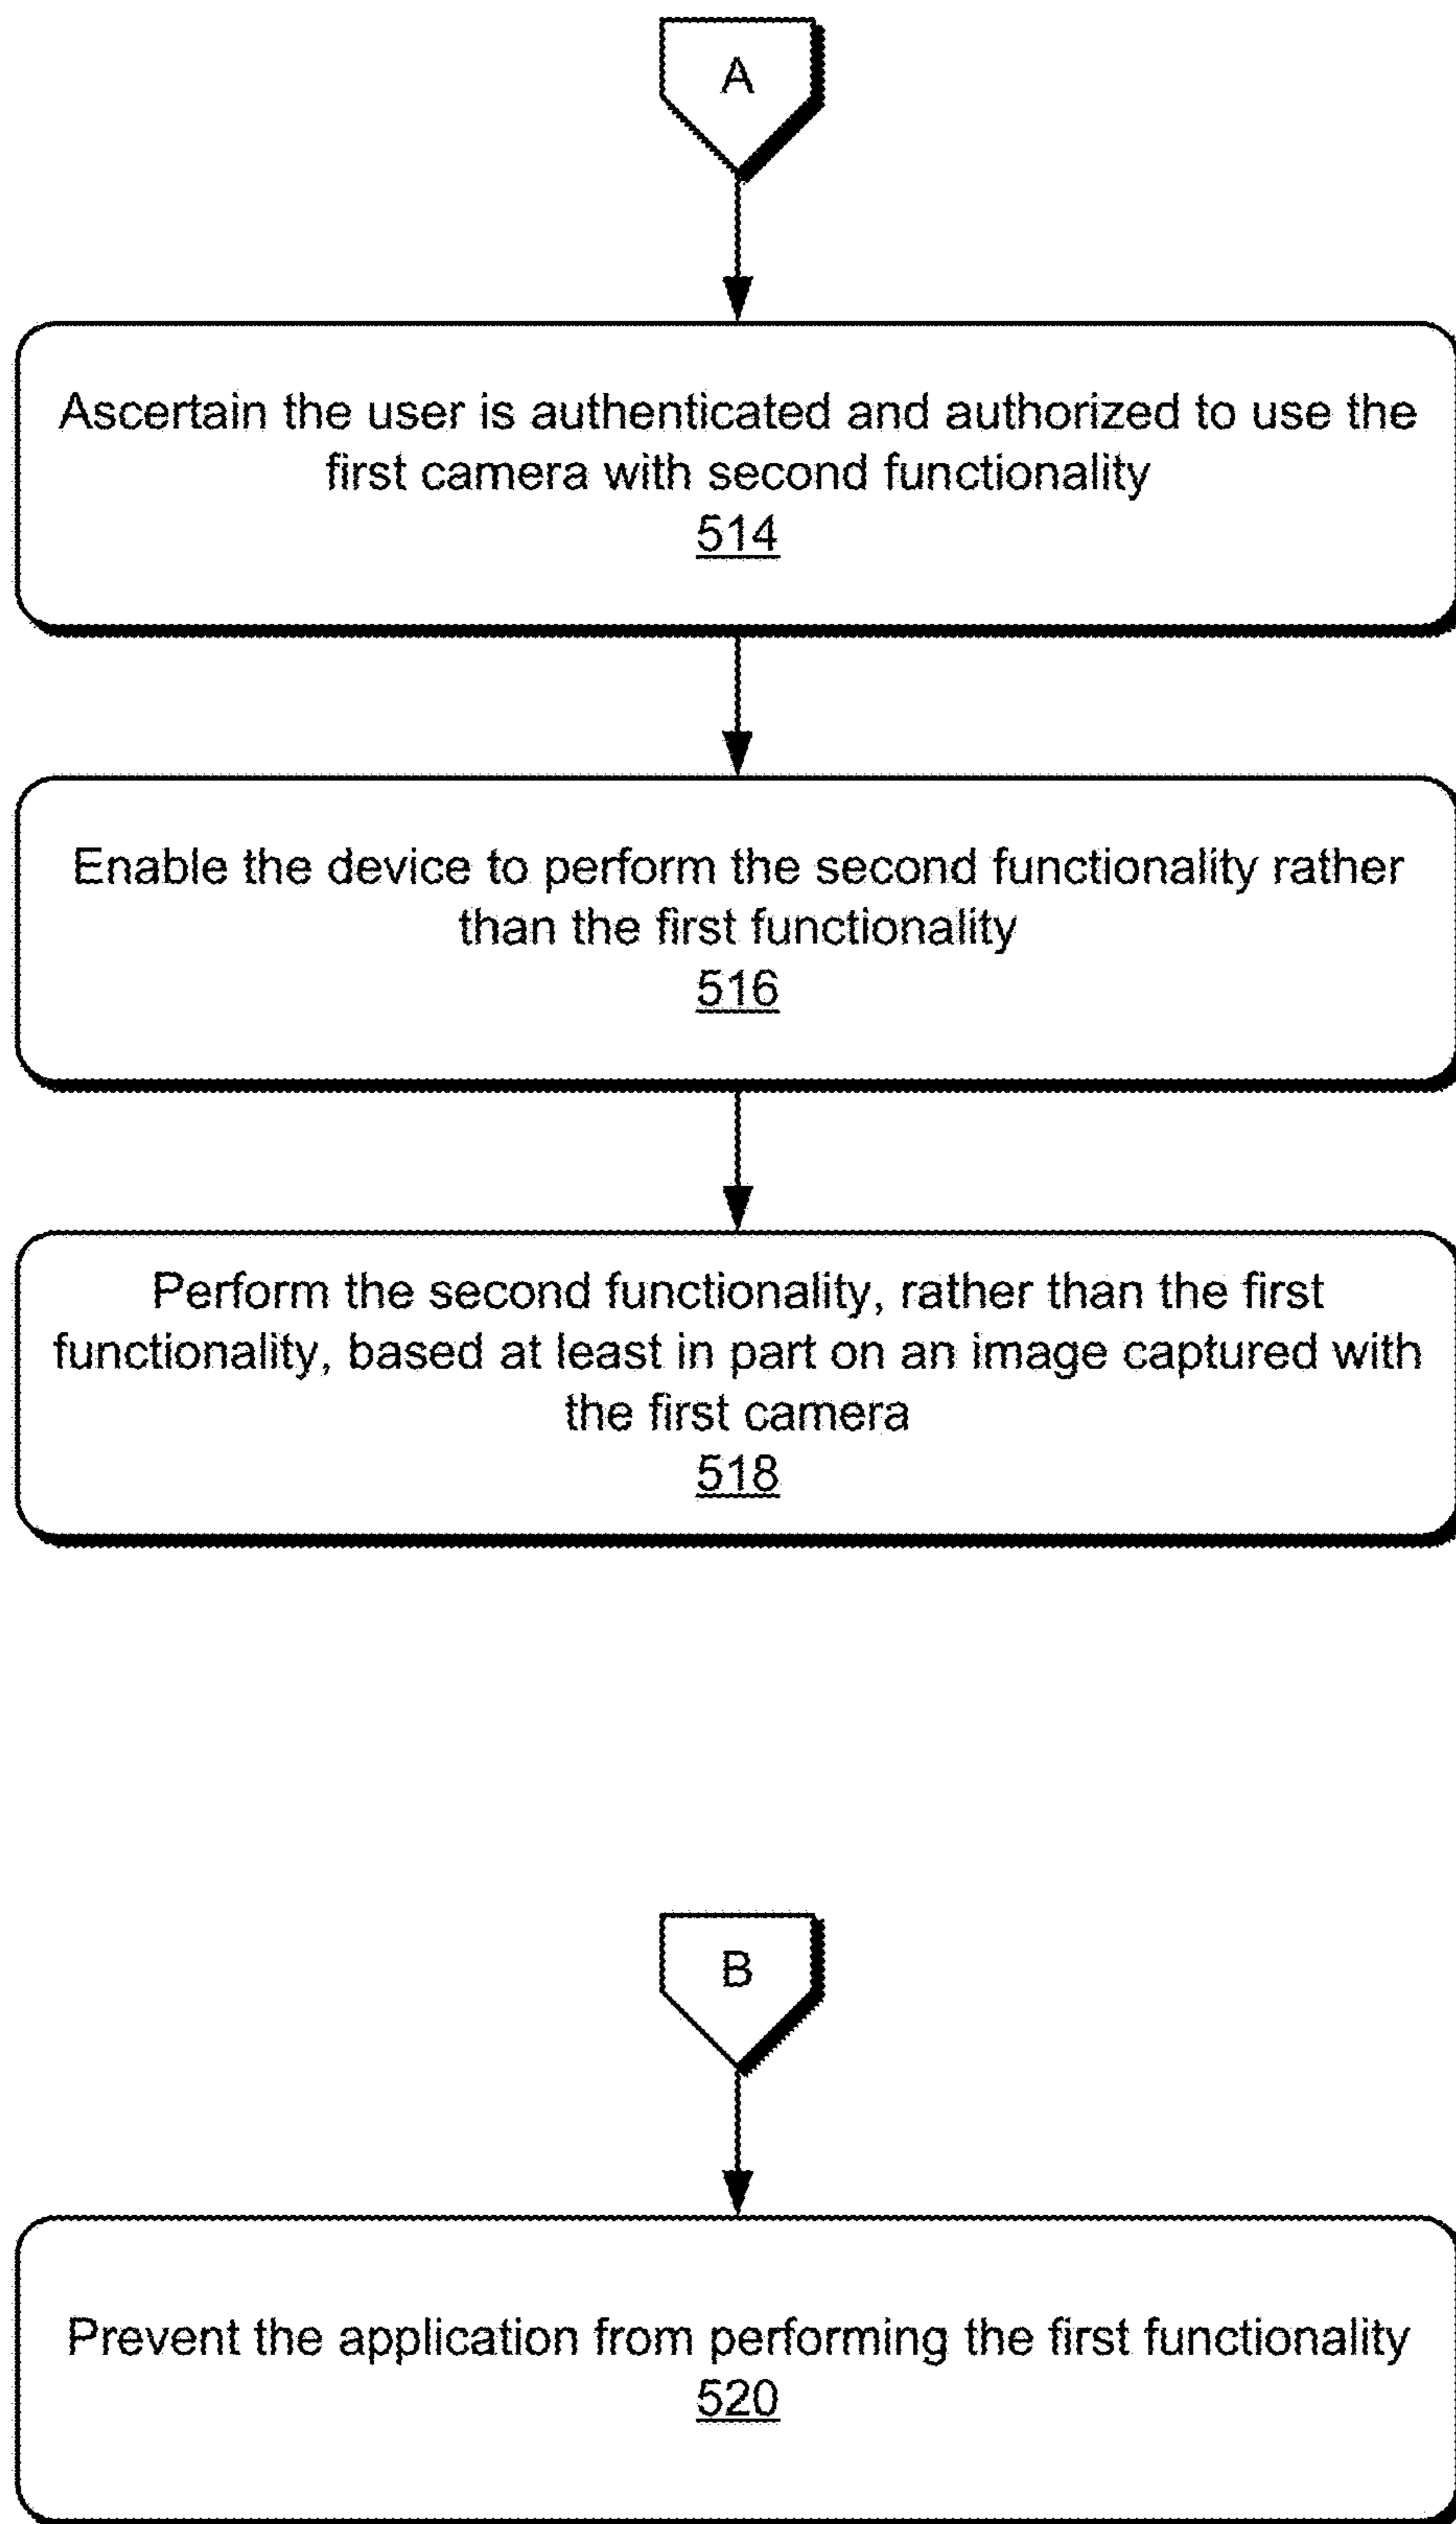 A
Ascertain the user is authenticated and authorized to use the
first camera with second functionality
514
Enable the device to perform the second functionality rather
than the first functionality
516
Perform the second functionality, rather than the first
functionality, based at least in part on an image captured with
the first camera
518
B
Prevent the application from performing the first functionality
520